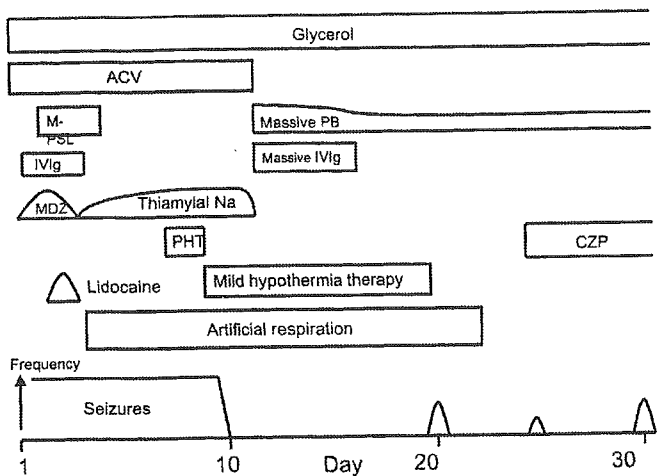 Glycerol
ACV
M-
PSL
Massive PB
IVIg
Massive IVIg
MDZ
Thiamylal Na
PHT
CZP
Lidocaine
Mild hypothermia therapy
Artificial respiration
Frequency
Seizures
1 10 Day 20 30